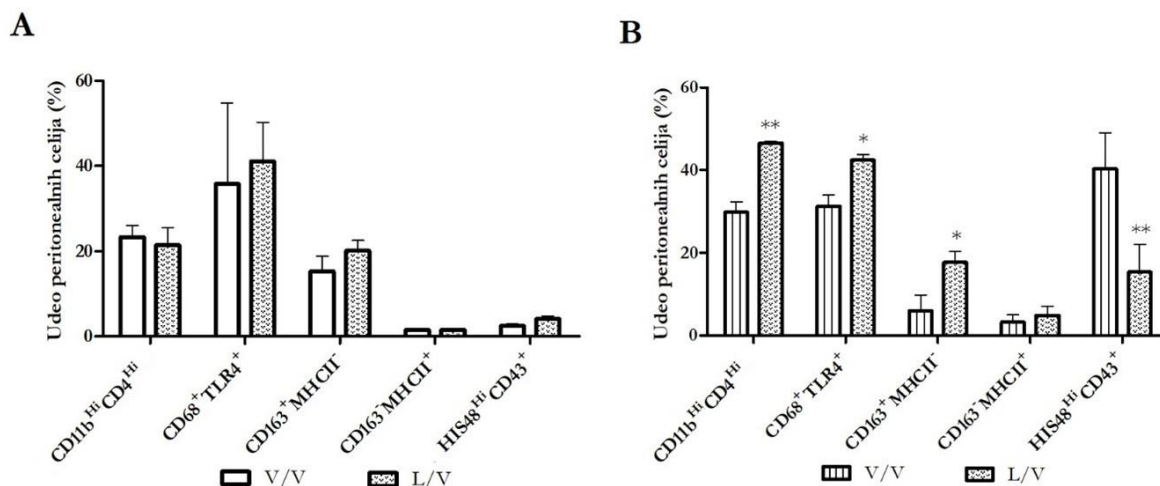 A
Udeo peritonealnih celija (%)
60
40
20
0
CD11b^Hi CD4^Hi
CD68^+TLR4^+
CD163^+MHCII^-
CD163^-MHCII^+
HIS48^Hi CD43^+
V/V
L/V
B
Udeo peritonealnih ćelija (%)
60
40
20
0
**
*
*
**
CD11b^Hi CD4^Hi
CD68^+TLR4^+
CD163^+MHCII^-
CD163^-MHCII^+
HIS48^Hi CD43^+
V/V
L/V